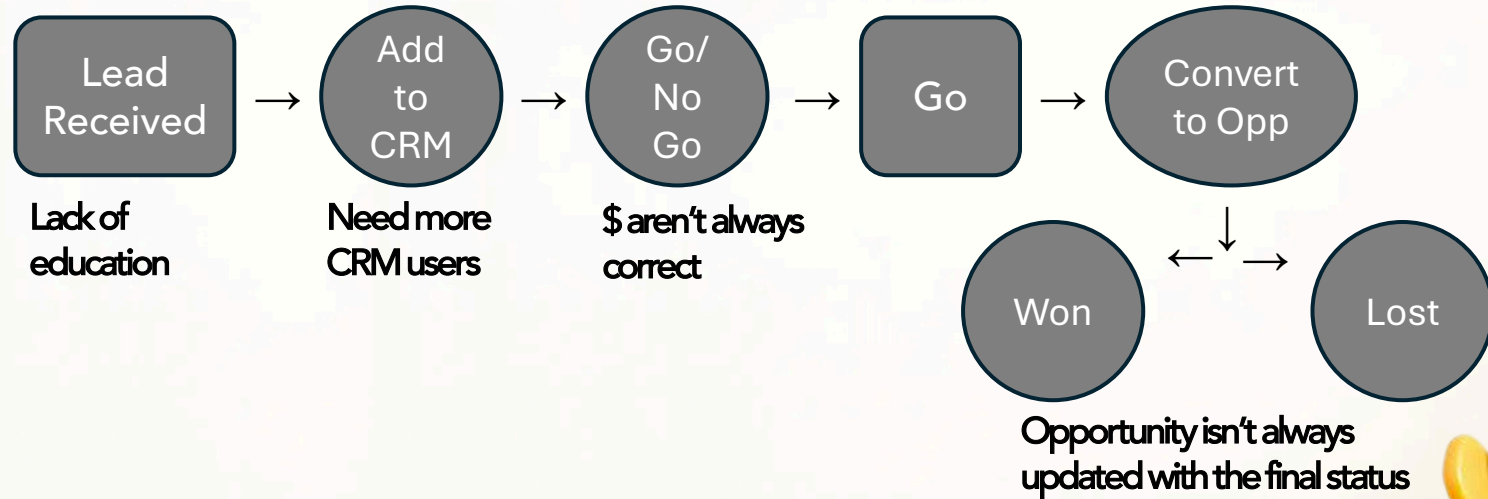 Lead
Received
Add
to
CRM
Go/
No
Go
Go
Convert
to Opp
Lack of
education
Need more
CRM users
$ aren't always
correct
Won
Lost
Opportunity isn't always
updated with the final status